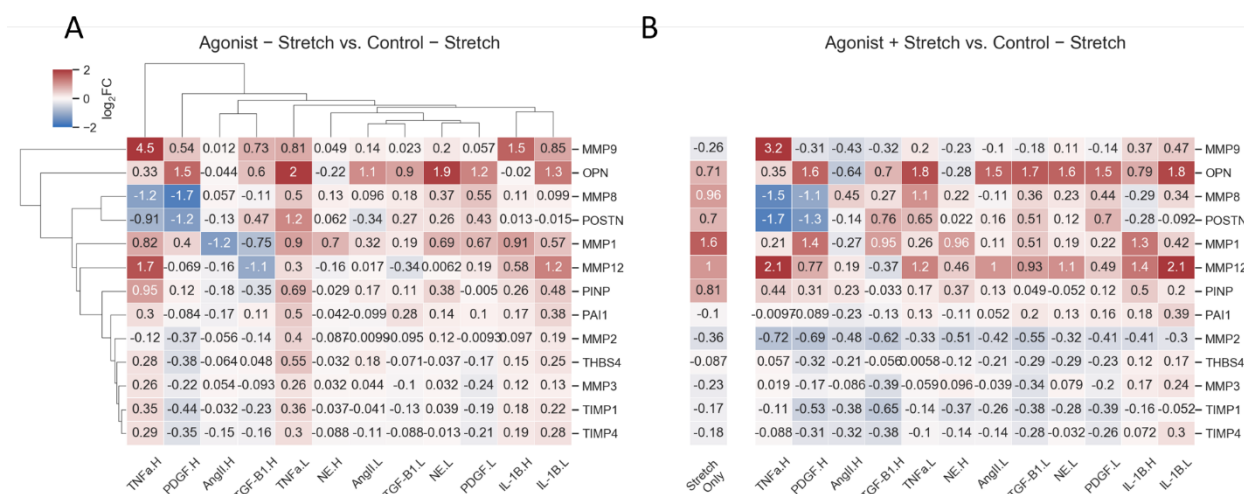 A
B
Agonist − Stretch vs. Control − Stretch
Agonist + Stretch vs. Control − Stretch
2
0
−2
log2FC
4.5 0.54 0.012 0.73 0.81 0.049 0.14 0.023 0.2 0.057 1.5 0.85 MMP9
0.33 1.5 -0.044 0.6 2 -0.22 1.1 0.9 1.9 1.2 -0.02 1.3 OPN
-1.2 -1.7 0.057 -0.11 0.5 0.13 0.096 0.18 0.37 0.55 0.11 0.099 MMP8
-0.91 -1.2 -0.13 0.47 1.2 0.062 -0.34 0.27 0.26 0.43 0.013 -0.015 POSTN
0.82 0.4 -1.2 -0.75 0.9 0.7 0.32 0.19 0.69 0.67 0.91 0.57 MMP1
1.7 -0.069 -0.16 -1.1 0.3 -0.16 0.017 -0.34 0.0062 0.19 0.58 1.2 MMP12
0.95 0.12 -0.18 -0.35 0.69 -0.029 0.17 0.11 0.38 -0.005 0.26 0.48 PINP
0.3 -0.084 -0.17 0.11 0.5 -0.042 -0.099 0.28 0.14 0.1 0.17 0.38 PAI1
-0.12 -0.37 -0.056 -0.14 0.4 -0.087 -0.0091 -0.095 0.12 -0.0093 0.097 0.19 MMP2
0.28 -0.38 -0.064 0.048 0.55 -0.032 0.18 -0.071 -0.037 -0.17 0.15 0.25 THBS4
0.26 -0.22 0.054 -0.093 0.26 0.032 0.044 -0.1 0.032 -0.24 0.12 0.13 MMP3
0.35 -0.44 -0.032 -0.23 0.36 -0.037 -0.041 -0.13 0.039 -0.19 0.18 0.22 TIMP1
0.29 -0.35 -0.15 -0.16 0.3 -0.088 -0.11 -0.088 -0.013 -0.21 0.19 0.28 TIMP4
TNFa.H PDGF.H AngII.H TGF-B1.H TNFa.L NE.H AngII.L TGF-B1.L NE.L PDGF.L IL-1B.H IL-1B.L
-0.26 3.2 -0.31 -0.43 -0.32 0.2 -0.23 -0.1 -0.18 0.11 -0.14 0.37 0.47 MMP9
0.71 0.35 1.6 -0.64 0.7 1.8 -0.28 1.5 1.7 1.6 1.5 0.79 1.8 OPN
0.96 -1.5 -1.1 0.44 0.27 1.1 0.22 0.11 0.38 0.45 0.44 -0.29 0.34 MMP8
0.7 -1.7 -1.3 -0.14 0.76 0.65 0.022 0.16 0.51 0.12 0.7 -0.28 -0.092 POSTN
1.6 0.21 1.4 -0.27 0.95 0.26 0.96 0.11 0.51 0.19 0.22 1.3 0.42 MMP1
1 2.1 0.77 0.19 -0.37 1.2 0.46 1 0.93 1.1 0.49 1.4 2.1 MMP12
0.81 0.44 0.31 0.23 -0.033 0.17 0.37 0.13 0.049 -0.052 0.12 0.5 0.2 PINP
-0.1 -0.0097 -0.089 -0.23 -0.13 0.13 -0.11 0.052 0.2 0.13 0.16 0.18 0.39 PAI1
-0.36 -0.72 -0.69 -0.48 -0.62 -0.33 -0.51 -0.42 -0.55 -0.32 -0.41 -0.41 -0.3 MMP2
-0.087 0.057 -0.32 -0.21 -0.056 0.0058 -0.12 -0.21 -0.29 -0.29 -0.23 0.12 0.17 THBS4
-0.23 0.019 -0.17 -0.086 -0.39 -0.059 0.096 -0.039 -0.34 0.079 -0.2 0.17 0.24 MMP3
-0.17 -0.11 -0.53 -0.38 -0.65 -0.14 -0.37 -0.26 -0.38 -0.28 -0.39 -0.16 -0.052 TIMP1
-0.18 -0.088 -0.31 -0.32 -0.38 -0.1 -0.14 -0.14 -0.28 -0.032 -0.26 0.072 0.3 TIMP4
Stretch
Only
TNFa.H PDGF.H AngII.H TGF-B1.H TNFa.L NE.H AngII.L TGF-B1.L NE.L PDGF.L IL-1B.H IL-1B.L